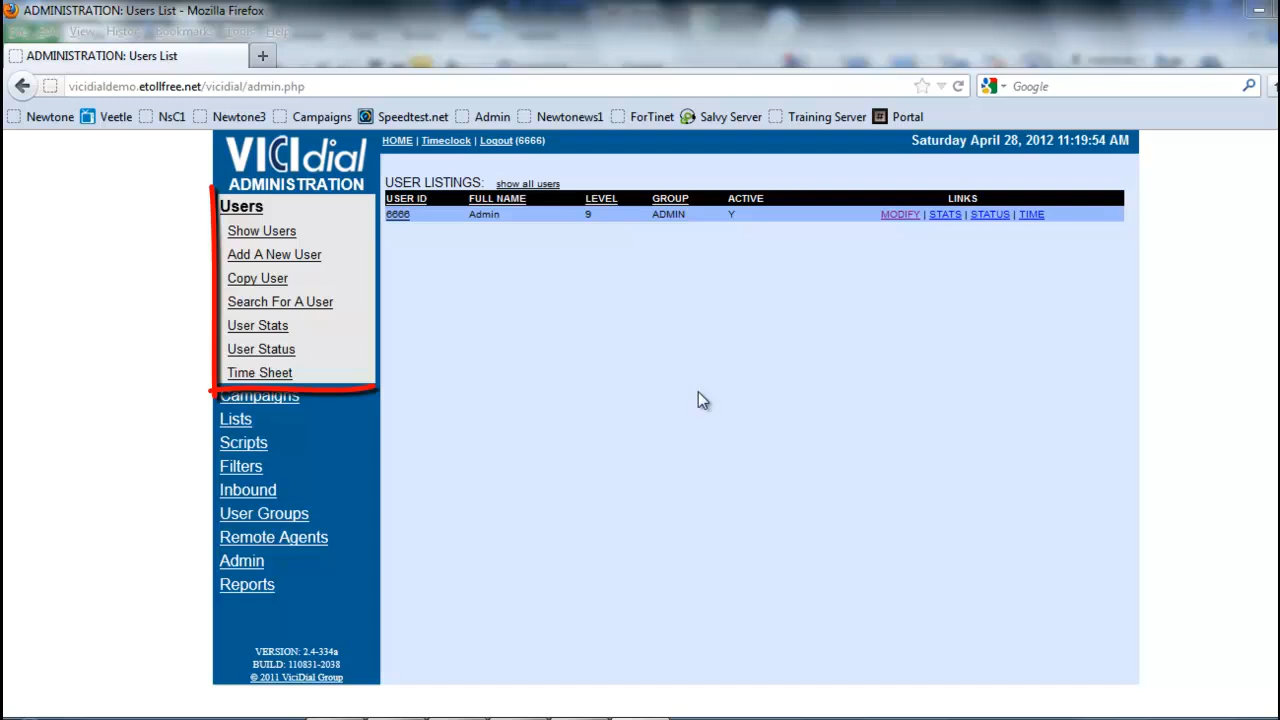 ADMINISTRATION: Users List - Mozilla Firefox
View History Bookmarks Tools Help
ADMINISTRATION: Users List
vicidialdemo.etollfree.net/vicidial/admin.php
Google
Newtone Veetle NsC1 Newtone3 Campaigns Speedtest.net Admin Newtonews1 ForTinet Salvy Server Training Server Portal
VICIdial
ADMINISTRATION
HOME | Timeclock | Logout (6666)
Saturday April 28, 2012 11:19:54 AM
USER LISTINGS: show all users
USER ID FULL NAME LEVEL GROUP ACTIVE LINKS
6666 Admin 9 ADMIN Y MODIFY | STATS | STATUS | TIME
Users
Show Users
Add A New User
Copy User
Search For A User
User Stats
User Status
Time Sheet
Campaigns
Lists
Scripts
Filters
Inbound
User Groups
Remote Agents
Admin
Reports
VERSION: 2.4-334a
BUILD: 110831-2038
© 2011 ViciDial Group